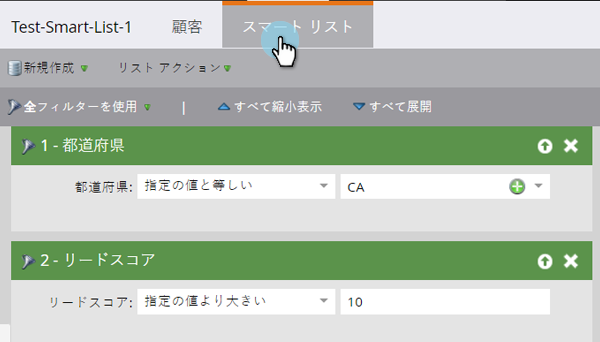 Test-Smart-List-1 顧客 スマート リスト
新規作成 リスト アクション
全フィルターを使用 | すべて縮小表示 すべて展開
1 - 都道府県
都道府県: 指定の値と等しい CA
2 - リードスコア
リードスコア: 指定の値より大きい 10